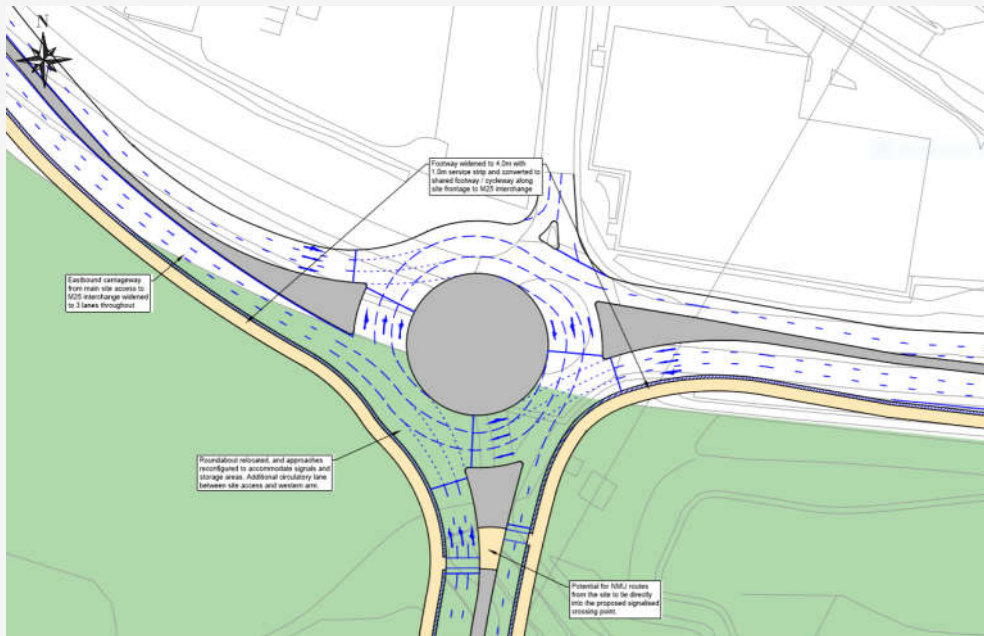 N
Footway widened to 4.0m with
1.0m service strip and converted to
shared footway / cycleway along
site frontage to M25 interchange
Eastbound carriageway
from main site access to
M25 interchange widened
to 3 lanes throughout
Roundabout relocated, and approaches
reconfigured to accommodate signals and
storage areas. Additional circulatory lane
between site access and western arm.
Potential for NMU routes
from the site to tie directly
into the proposed signalised
crossing point.